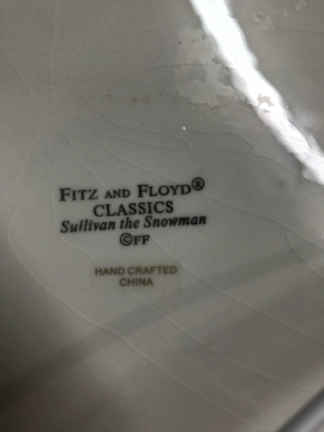 FITZ AND FLOYD®
CLASSICS
Sullivan the Snowman
©FF
HAND CRAFTED
CHINA